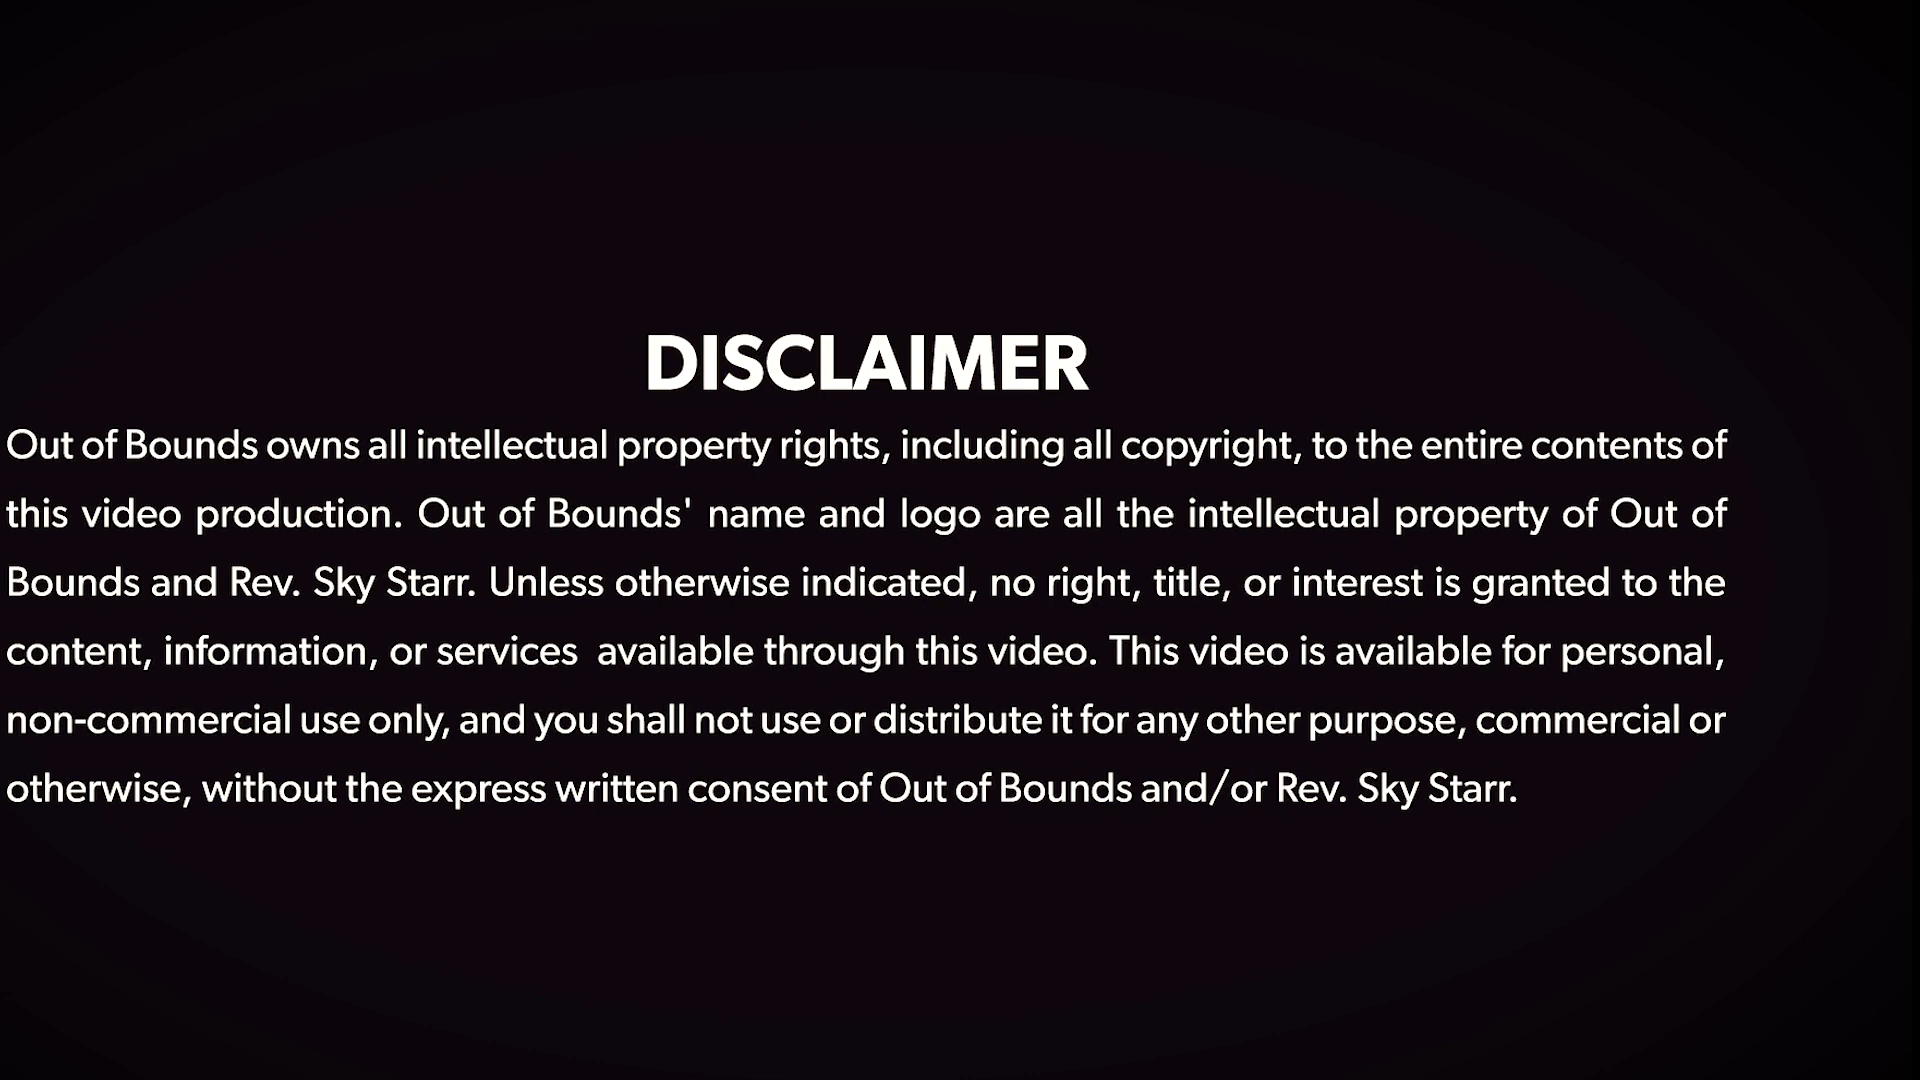 DISCLAIMER
Out of Bounds owns all intellectual property rights, including all copyright, to the entire contents of
this video production. Out of Bounds' name and logo are all the intellectual property of Out of
Bounds and Rev. Sky Starr. Unless otherwise indicated, no right, title, or interest is granted to the
content, information, or services  available through this video. This video is available for personal,
non-commercial use only, and you shall not use or distribute it for any other purpose, commercial or
otherwise, without the express written consent of Out of Bounds and/or Rev. Sky Starr.